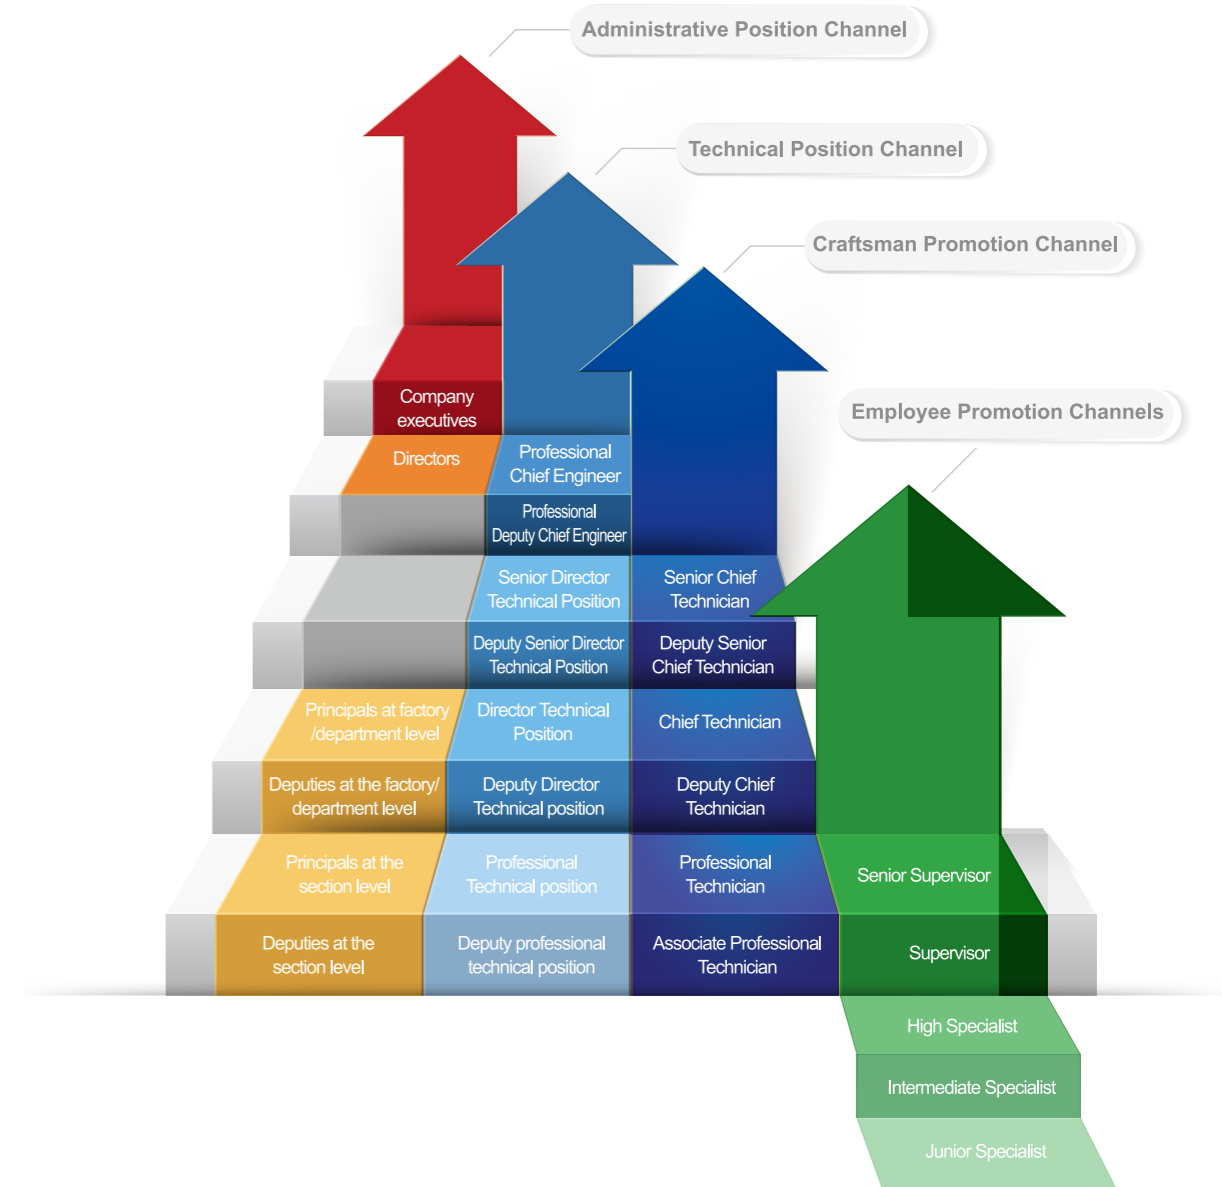 Administrative Position Channel
Technical Position Channel
Craftsman Promotion Channel
Employee Promotion Channels
Company
executives
Directors
Professional
Chief Engineer
Professional
Deputy Chief Engineer
Senior Director
Technical Position
Senior Chief
Technician
Deputy Senior Director
Technical Position
Deputy Senior
Chief Technician
Principals at factory
/department level
Director Technical
Position
Chief Technician
Deputies at the factory/
department level
Deputy Director
Technical position
Deputy Chief
Technician
Principals at the
section level
Professional
Technical position
Professional
Technician
Senior Supervisor
Deputies at the
section level
Deputy professional
technical position
Associate Professional
Technician
Supervisor
High Specialist
Intermediate Specialist
Junior Specialist